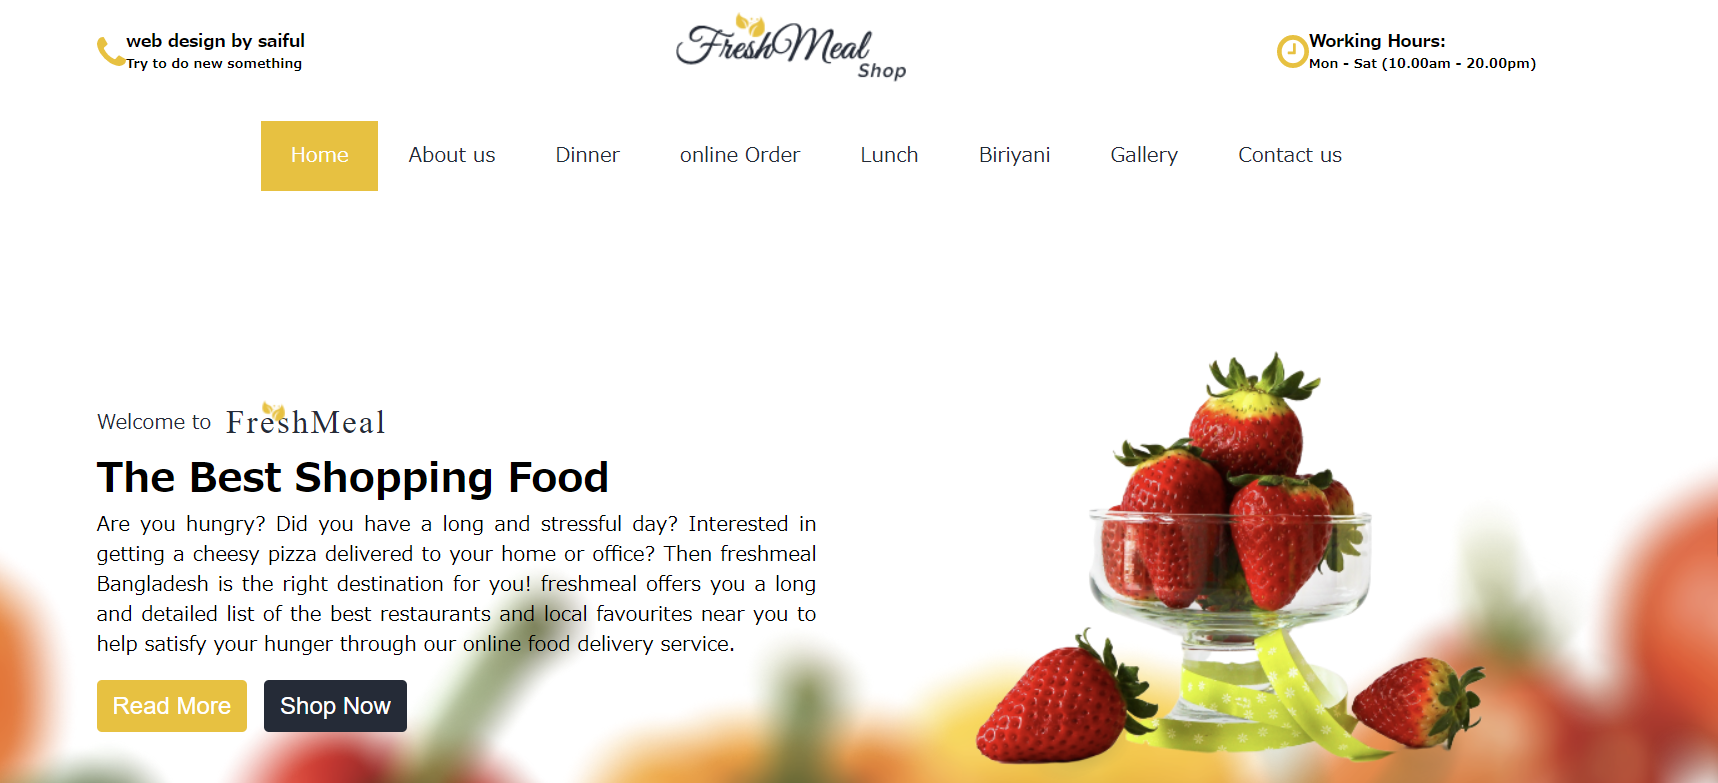 web design by saiful
Try to do new something
FreshMeal
Shop
Working Hours:
Mon - Sat (10.00am - 20.00pm)
Home About us Dinner online Order Lunch Biriyani Gallery Contact us
Welcome to FreshMeal
The Best Shopping Food
Are you hungry? Did you have a long and stressful day? Interested in
getting a cheesy pizza delivered to your home or office? Then freshmeal
Bangladesh is the right destination for you! freshmeal offers you a long
and detailed list of the best restaurants and local favourites near you to
help satisfy your hunger through our online food delivery service.
Read More Shop Now